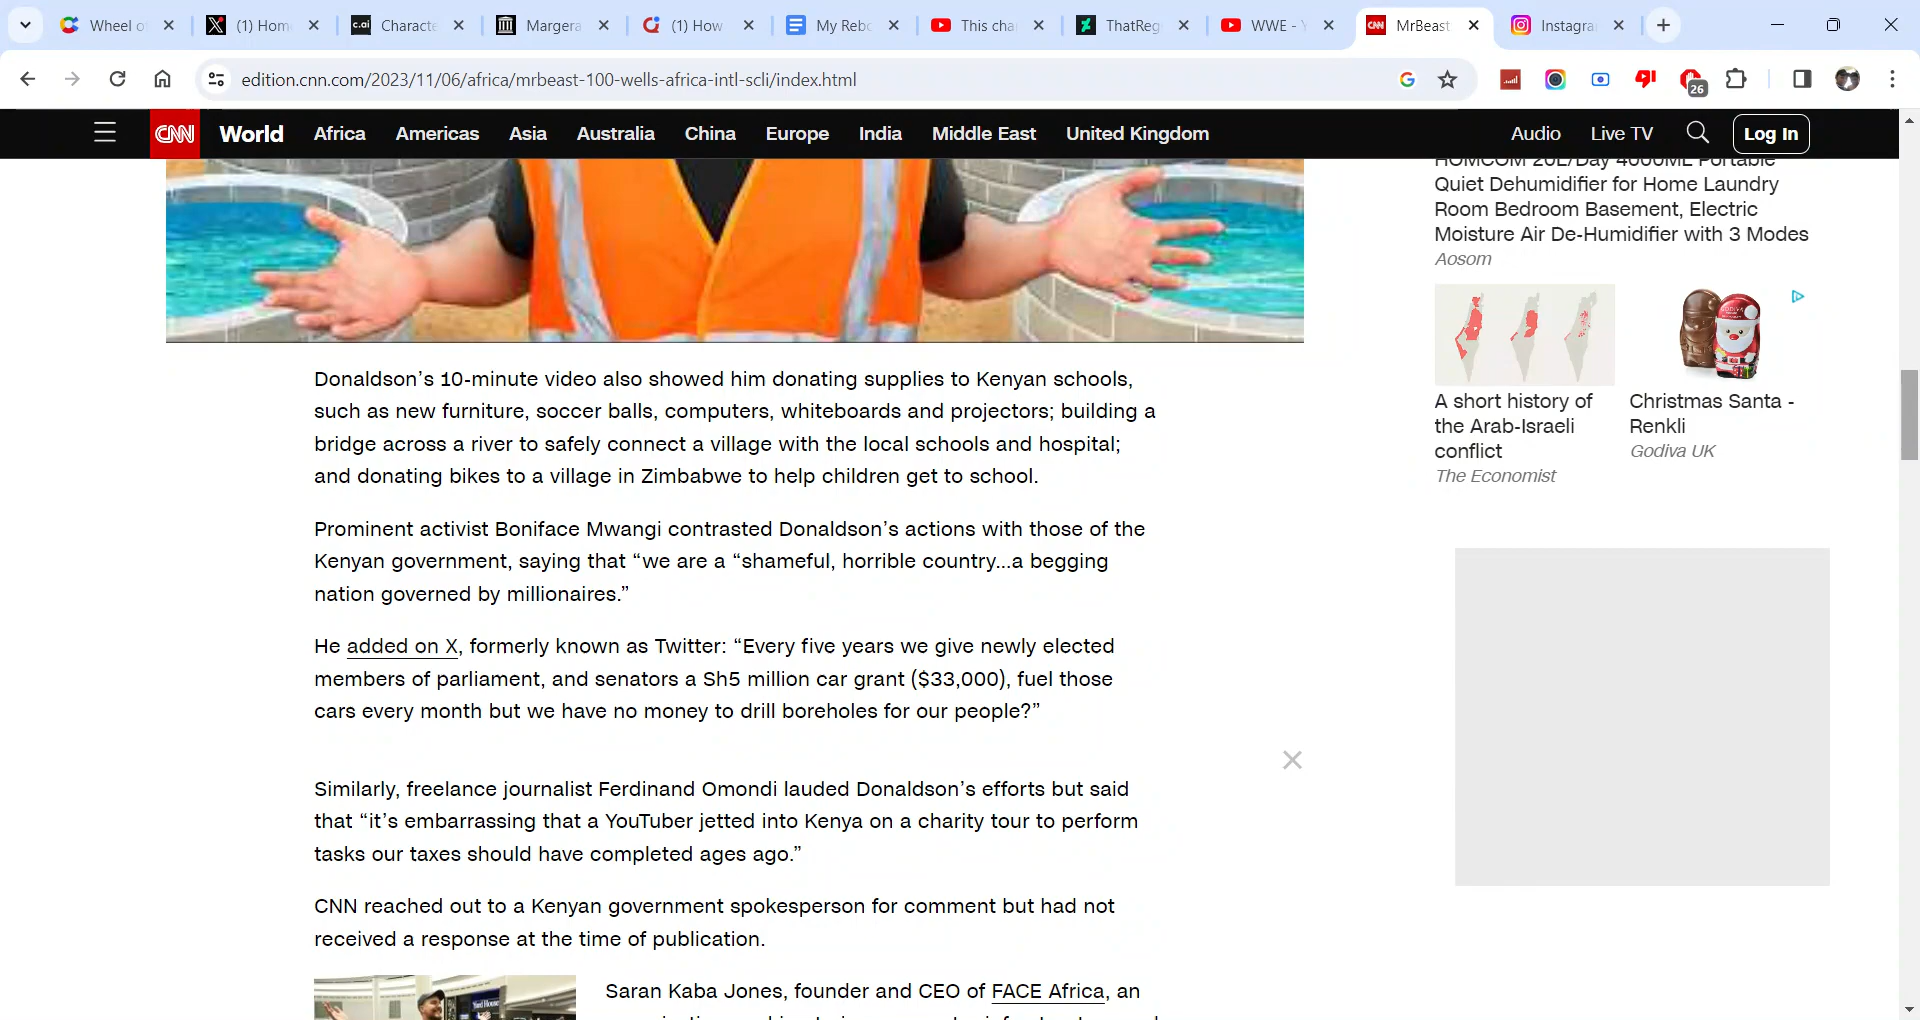 Wheel o
(1) Hom
c.ai
Characte
Margera
(1) How
My Rebo
This cha
ThatReg
WWE - Y
CNN
MrBeast
Instagra
edition.cnn.com/2023/11/06/africa/mrbeast-100-wells-africa-intl-scli/index.html
26
CNN World Africa Americas Asia Australia China Europe India Middle East United Kingdom Audio Live TV Log In
HOMCOM 20L/Day 4000ML Portable
Quiet Dehumidifier for Home Laundry
Room Bedroom Basement, Electric
Moisture Air De-Humidifier with 3 Modes
Aosom
A short history of
the Arab-Israeli
conflict
The Economist
Christmas Santa -
Renkli
Godiva UK
Donaldson’s 10-minute video also showed him donating supplies to Kenyan schools,
such as new furniture, soccer balls, computers, whiteboards and projectors; building a
bridge across a river to safely connect a village with the local schools and hospital;
and donating bikes to a village in Zimbabwe to help children get to school.
Prominent activist Boniface Mwangi contrasted Donaldson’s actions with those of the
Kenyan government, saying that “we are a “shameful, horrible country...a begging
nation governed by millionaires.”
He added on X, formerly known as Twitter: “Every five years we give newly elected
members of parliament, and senators a Sh5 million car grant ($33,000), fuel those
cars every month but we have no money to drill boreholes for our people?”
Similarly, freelance journalist Ferdinand Omondi lauded Donaldson’s efforts but said
that “it’s embarrassing that a YouTuber jetted into Kenya on a charity tour to perform
tasks our taxes should have completed ages ago.”
CNN reached out to a Kenyan government spokesperson for comment but had not
received a response at the time of publication.
Saran Kaba Jones, founder and CEO of FACE Africa, an